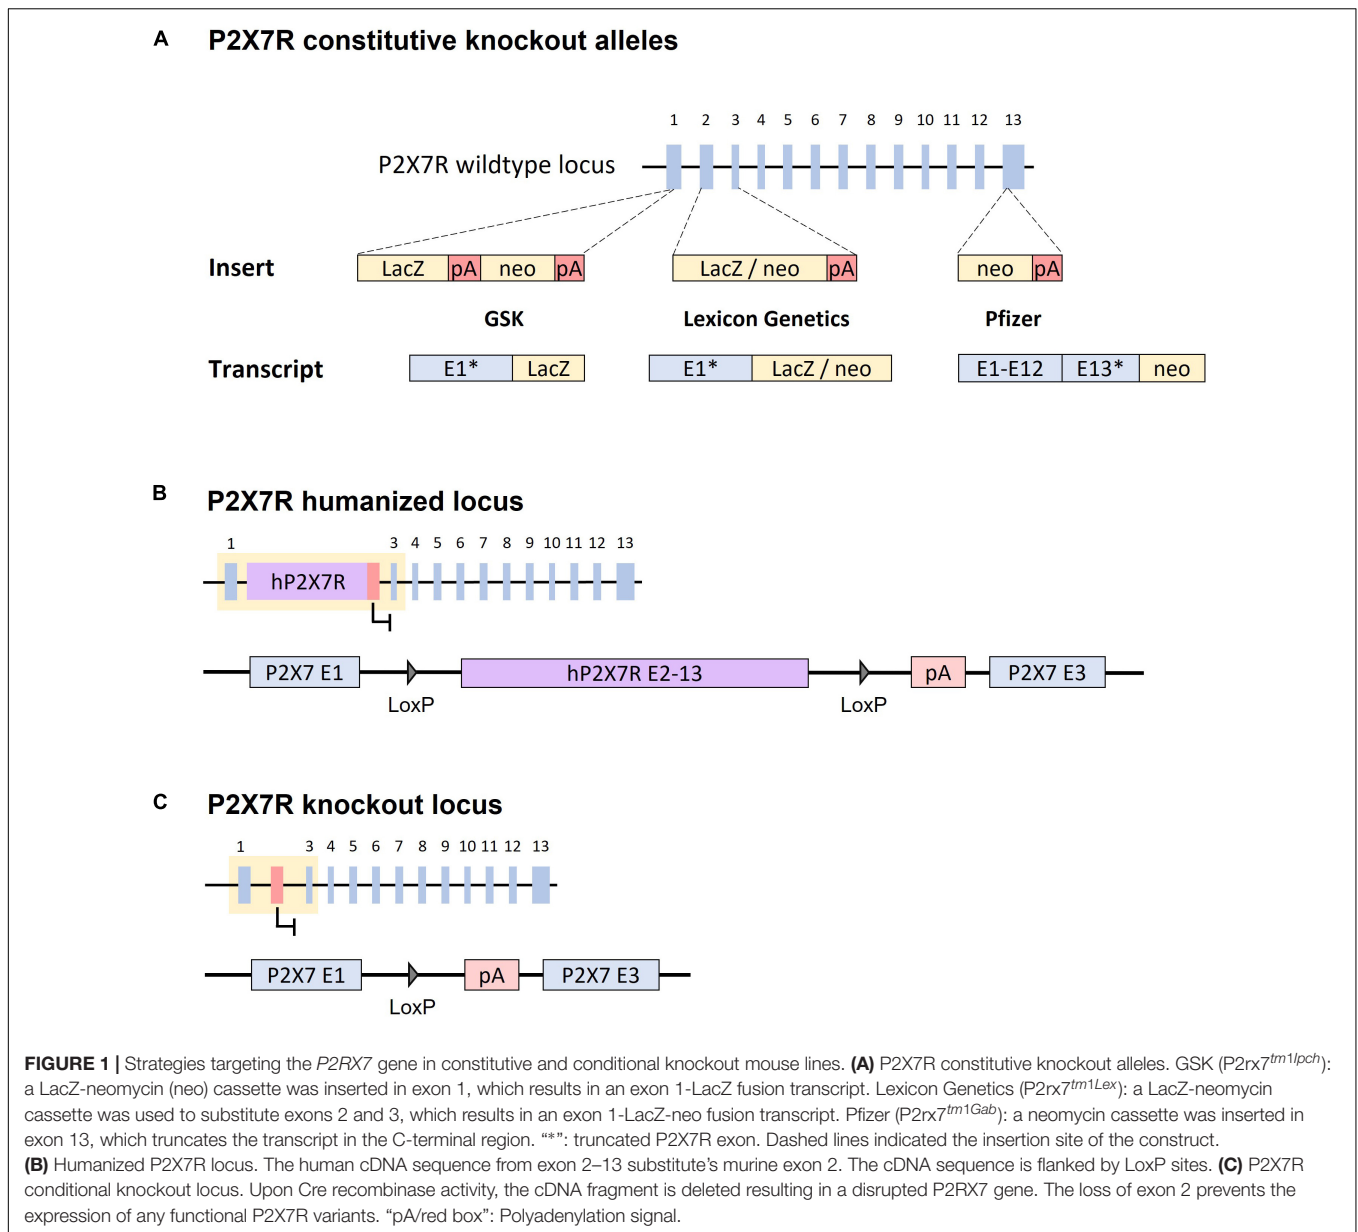 A P2X7R constitutive knockout alleles
1 2 3 4 5 6 7 8 9 10 11 12 13
P2X7R wildtype locus
Insert LacZ pA neo pA LacZ / neo pA neo pA
GSK Lexicon Genetics Pfizer
Transcript E1* LacZ E1* LacZ / neo E1-E12 E13* neo
B P2X7R humanized locus
1 3 4 5 6 7 8 9 10 11 12 13
hP2X7R
P2X7 E1 hP2X7R E2-13 pA P2X7 E3
LoxP LoxP
C P2X7R knockout locus
1 3 4 5 6 7 8 9 10 11 12 13
P2X7 E1 pA P2X7 E3
LoxP
FIGURE 1 | Strategies targeting the P2RX7 gene in constitutive and conditional knockout mouse lines. (A) P2X7R constitutive knockout alleles. GSK (P2rx7tm1Ipch):
a LacZ-neomycin (neo) cassette was inserted in exon 1, which results in an exon 1-LacZ fusion transcript. Lexicon Genetics (P2rx7tm1Lex): a LacZ-neomycin
cassette was used to substitute exons 2 and 3, which results in an exon 1-LacZ-neo fusion transcript. Pfizer (P2rx7tm1Gab): a neomycin cassette was inserted in
exon 13, which truncates the transcript in the C-terminal region. “*”: truncated P2X7R exon. Dashed lines indicated the insertion site of the construct.
(B) Humanized P2X7R locus. The human cDNA sequence from exon 2–13 substitute’s murine exon 2. The cDNA sequence is flanked by LoxP sites. (C) P2X7R
conditional knockout locus. Upon Cre recombinase activity, the cDNA fragment is deleted resulting in a disrupted P2RX7 gene. The loss of exon 2 prevents the
expression of any functional P2X7R variants. “pA/red box”: Polyadenylation signal.